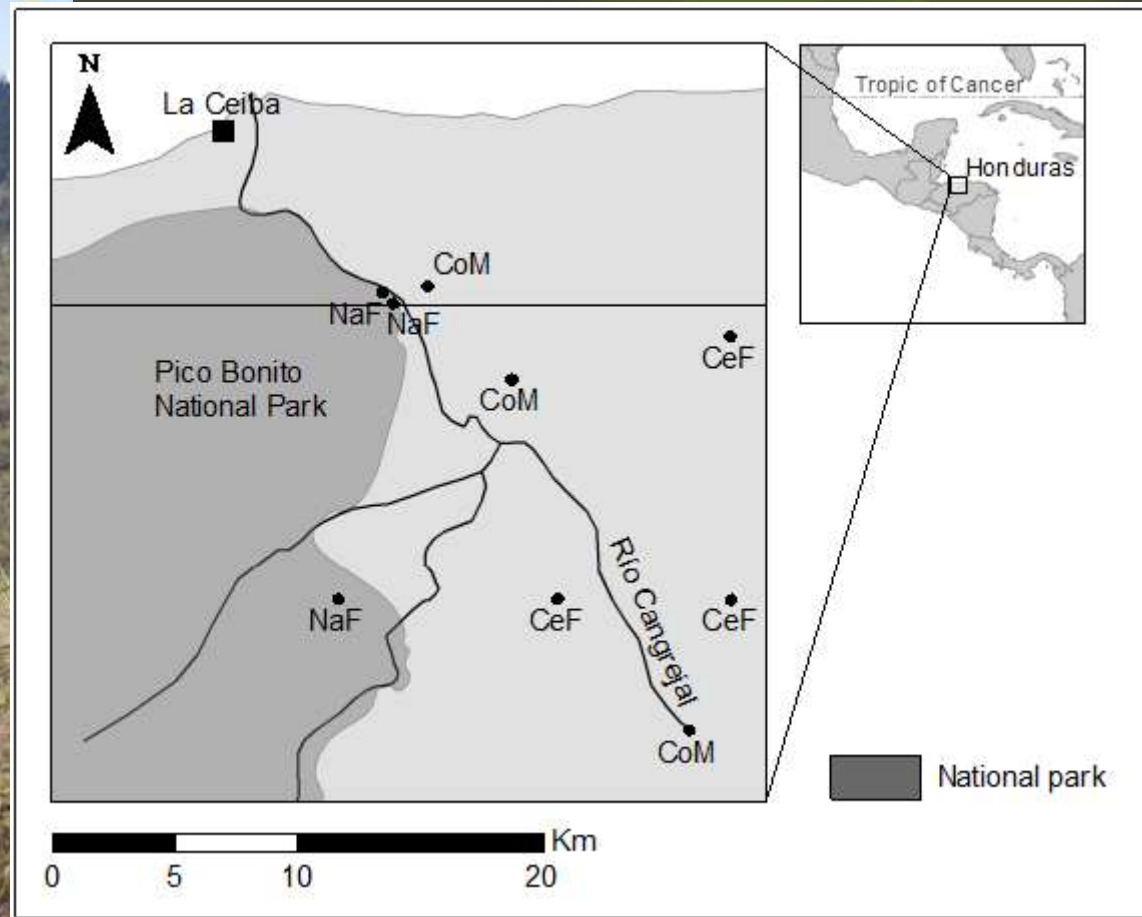 N
La Ceiba
CoM
NaF
NaF
CeF
CoM
Pico Bonito
National Park
Río Cangrejal
NaF
CeF
CeF
CoM
Km
0 5 10 20
Tropic of Cancer
Honduras
National park